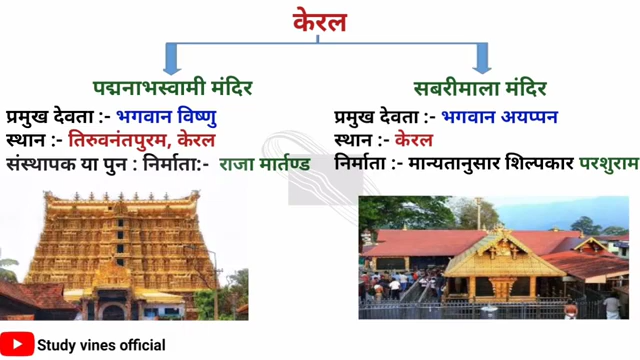 केरल
पद्मनाभस्वामी मंदिर
प्रमुख देवता :- भगवान विष्णु
स्थान :- तिरुवनंतपुरम, केरल
संस्थापक या पुन : निर्माता:- राजा मार्तण्ड
सबरीमाला मंदिर
प्रमुख देवता :- भगवान अयप्पन
स्थान :- केरल
निर्माता :- मान्यतानुसार शिल्पकार परशुराम
Study vines official